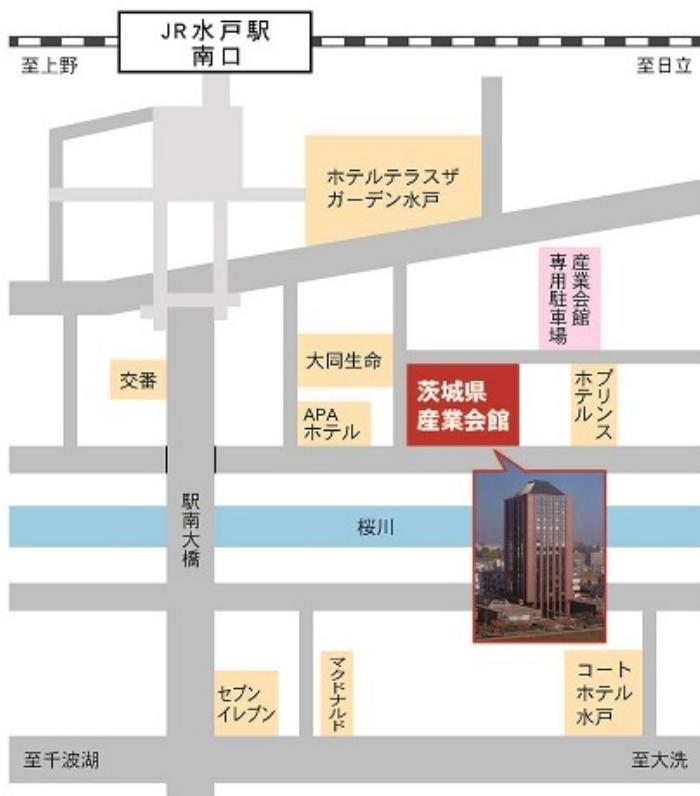 JR水戸駅
南口
至上野
至日立
ホテルテラスザ
ガーデン水戸
産業会館
専用駐車場
大同生命
交番
茨城県
産業会館
プリンス
ホテル
APA
ホテル
駅南大橋
桜川
セブン
イレブン
マクドナルド
コート
ホテル
水戸
至千波湖
至大洗